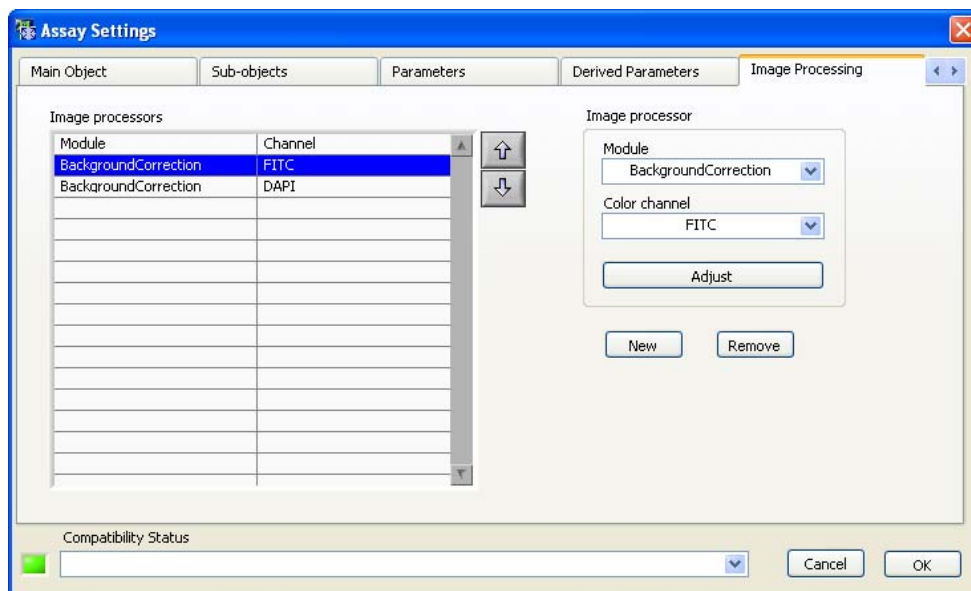 Assay Settings
Main Object Sub-objects Parameters Derived Parameters Image Processing
Image processors
Module Channel
BackgroundCorrection FITC
BackgroundCorrection DAPI
Image processor
Module
BackgroundCorrection
Color channel
FITC
Adjust
New Remove
Compatibility Status
Cancel OK